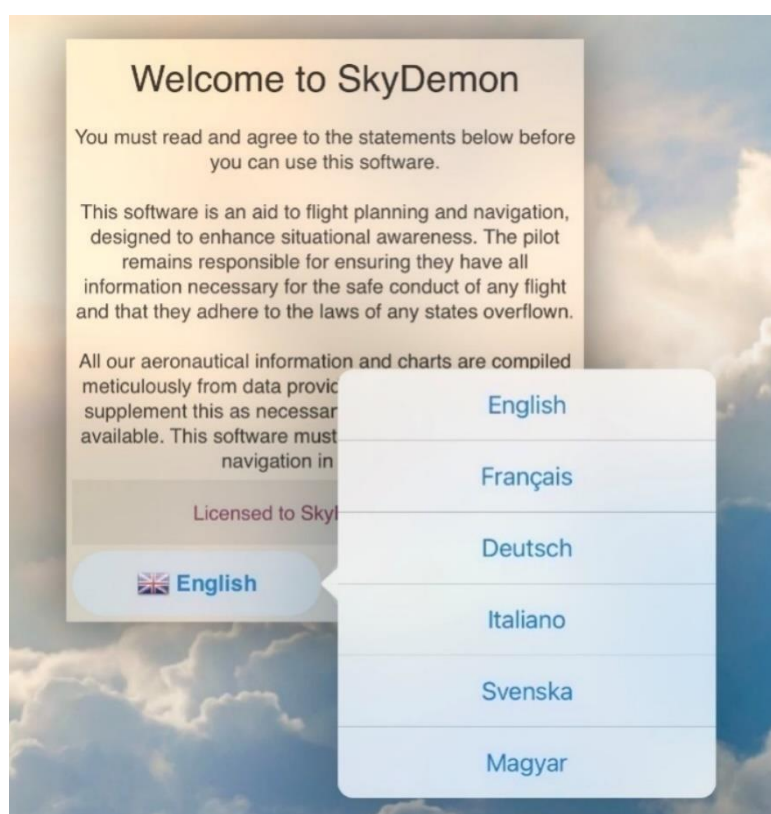 Welcome to SkyDemon
You must read and agree to the statements below before
you can use this software.
This software is an aid to flight planning and navigation,
designed to enhance situational awareness. The pilot
remains responsible for ensuring they have all
information necessary for the safe conduct of any flight
and that they adhere to the laws of any states overflown.
All our aeronautical information and charts are compiled
meticulously from data
supplement this as
available. This software must
navigation in
Licensed to
English
English
Français
Deutsch
Italiano
Svenska
Magyar